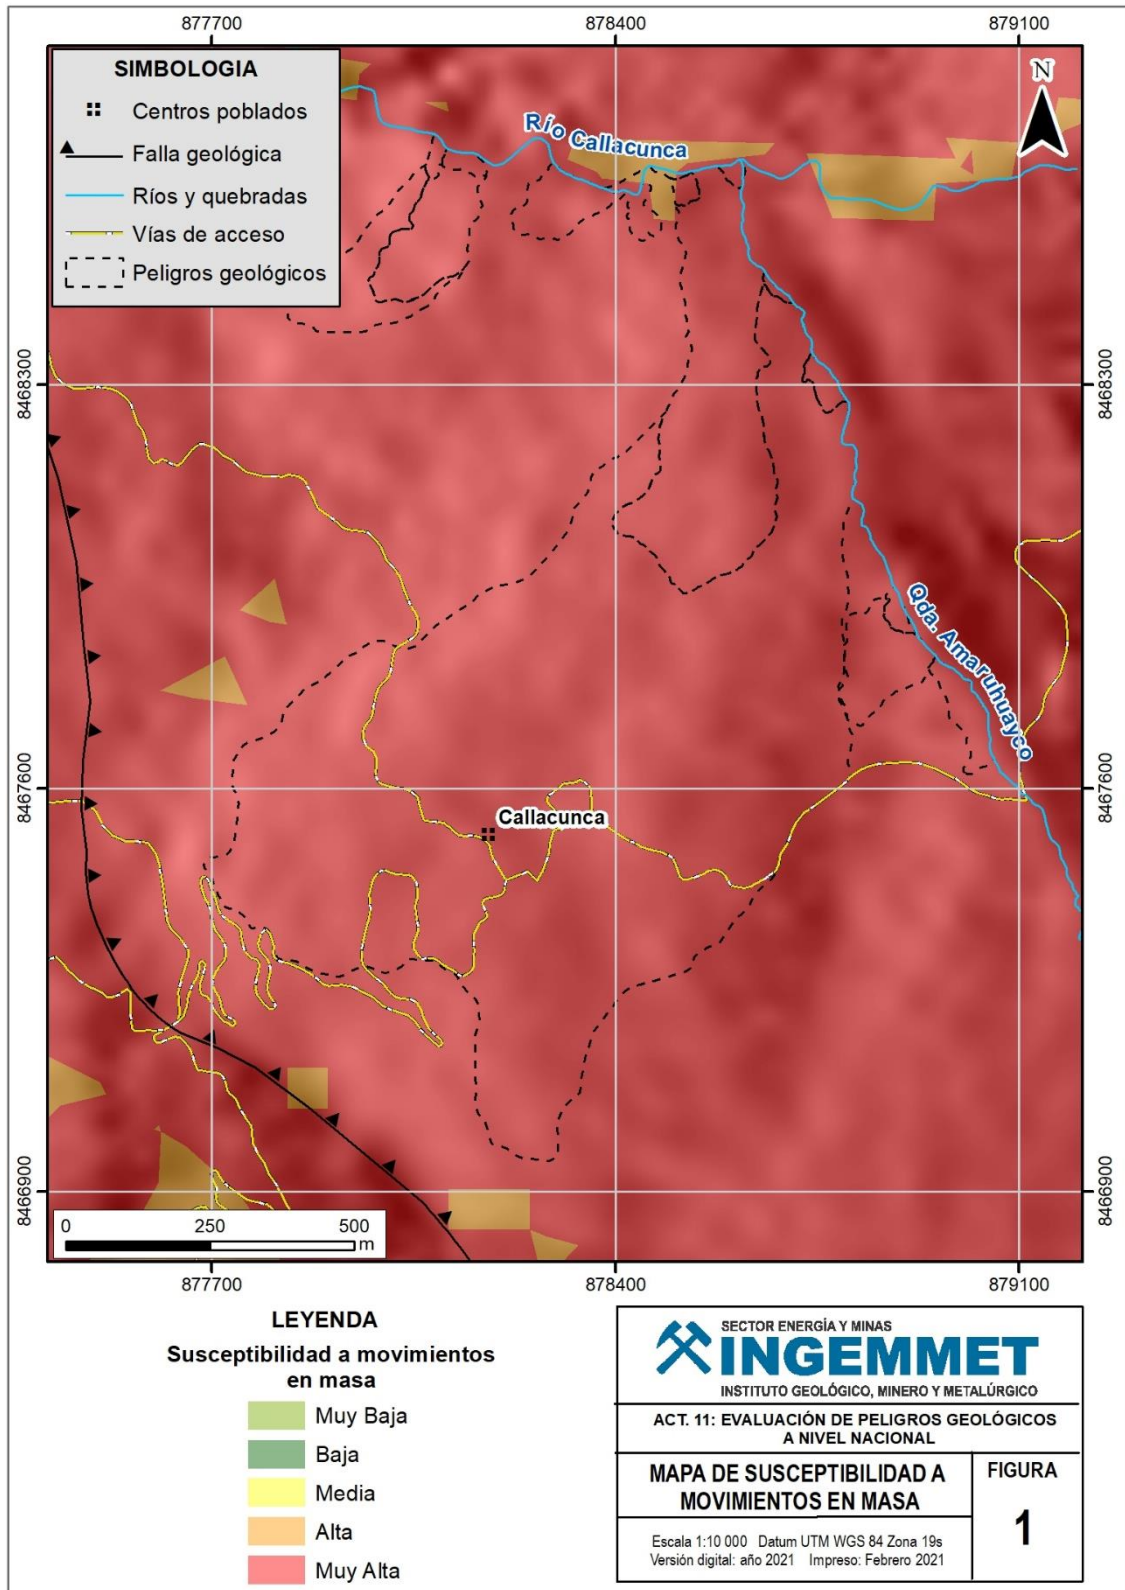 877700 878400 879100
SIMBOLOGIA
Centros poblados
Falla geológica
Ríos y quebradas
Vías de acceso
Peligros geológicos
N
Río Callacunca
8468300 8468300
Qda. Amaruhuayco
8467600 8467600
Callacunca
8466900 8466900
0 250 500
m
877700 878400 879100
LEYENDA
Susceptibilidad a movimientos
en masa
Muy Baja
Baja
Media
Alta
Muy Alta
SECTOR ENERGÍA Y MINAS
INGEMMET
INSTITUTO GEOLÓGICO, MINERO Y METALÚRGICO
ACT. 11: EVALUACIÓN DE PELIGROS GEOLÓGICOS
A NIVEL NACIONAL
MAPA DE SUSCEPTIBILIDAD A
MOVIMIENTOS EN MASA
Escala 1:10 000 Datum UTM WGS 84 Zona 19s
Versión digital: año 2021 Impreso: Febrero 2021
FIGURA
1